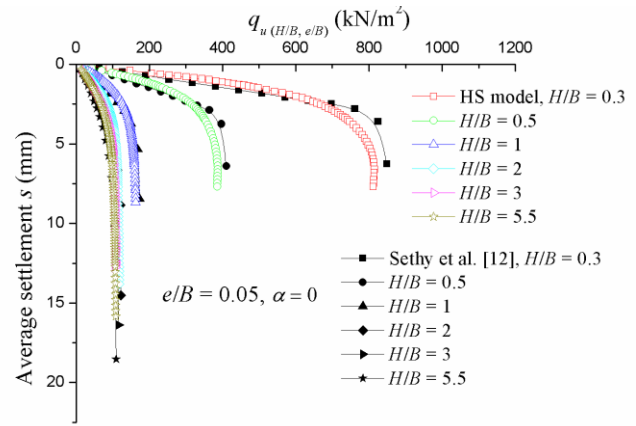 q u (H/B, e/B) (kN/m²)
0 200 400 600 800 1000 1200
0
5
10
15
20
Average settlement s (mm)
HS model, H/B = 0.3
H/B = 0.5
H/B = 1
H/B = 2
H/B = 3
H/B = 5.5
Sethy et al. [12], H/B = 0.3
H/B = 0.5
H/B = 1
H/B = 2
H/B = 3
H/B = 5.5
e/B = 0.05, α = 0